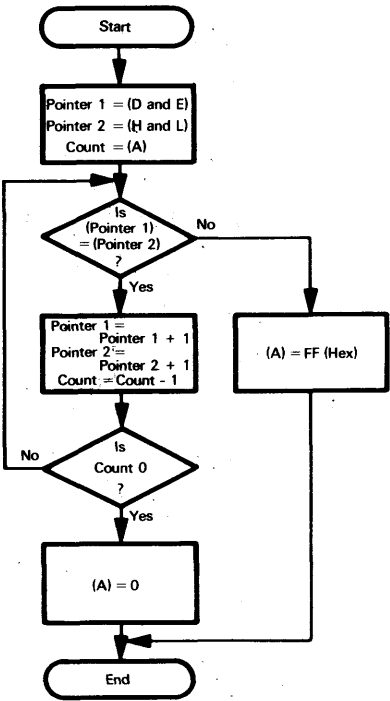 Start
Pointer 1 = (D and E)
Pointer 2 = (H and L)
Count = (A)
Is
(Pointer 1)
= (Pointer 2)
?
No
Yes
Pointer 1 =
Pointer 1 + 1
Pointer 2 =
Pointer 2 + 1
Count = Count - 1
(A) = FF (Hex)
Is
Count 0
?
No
Yes
(A) = 0
End